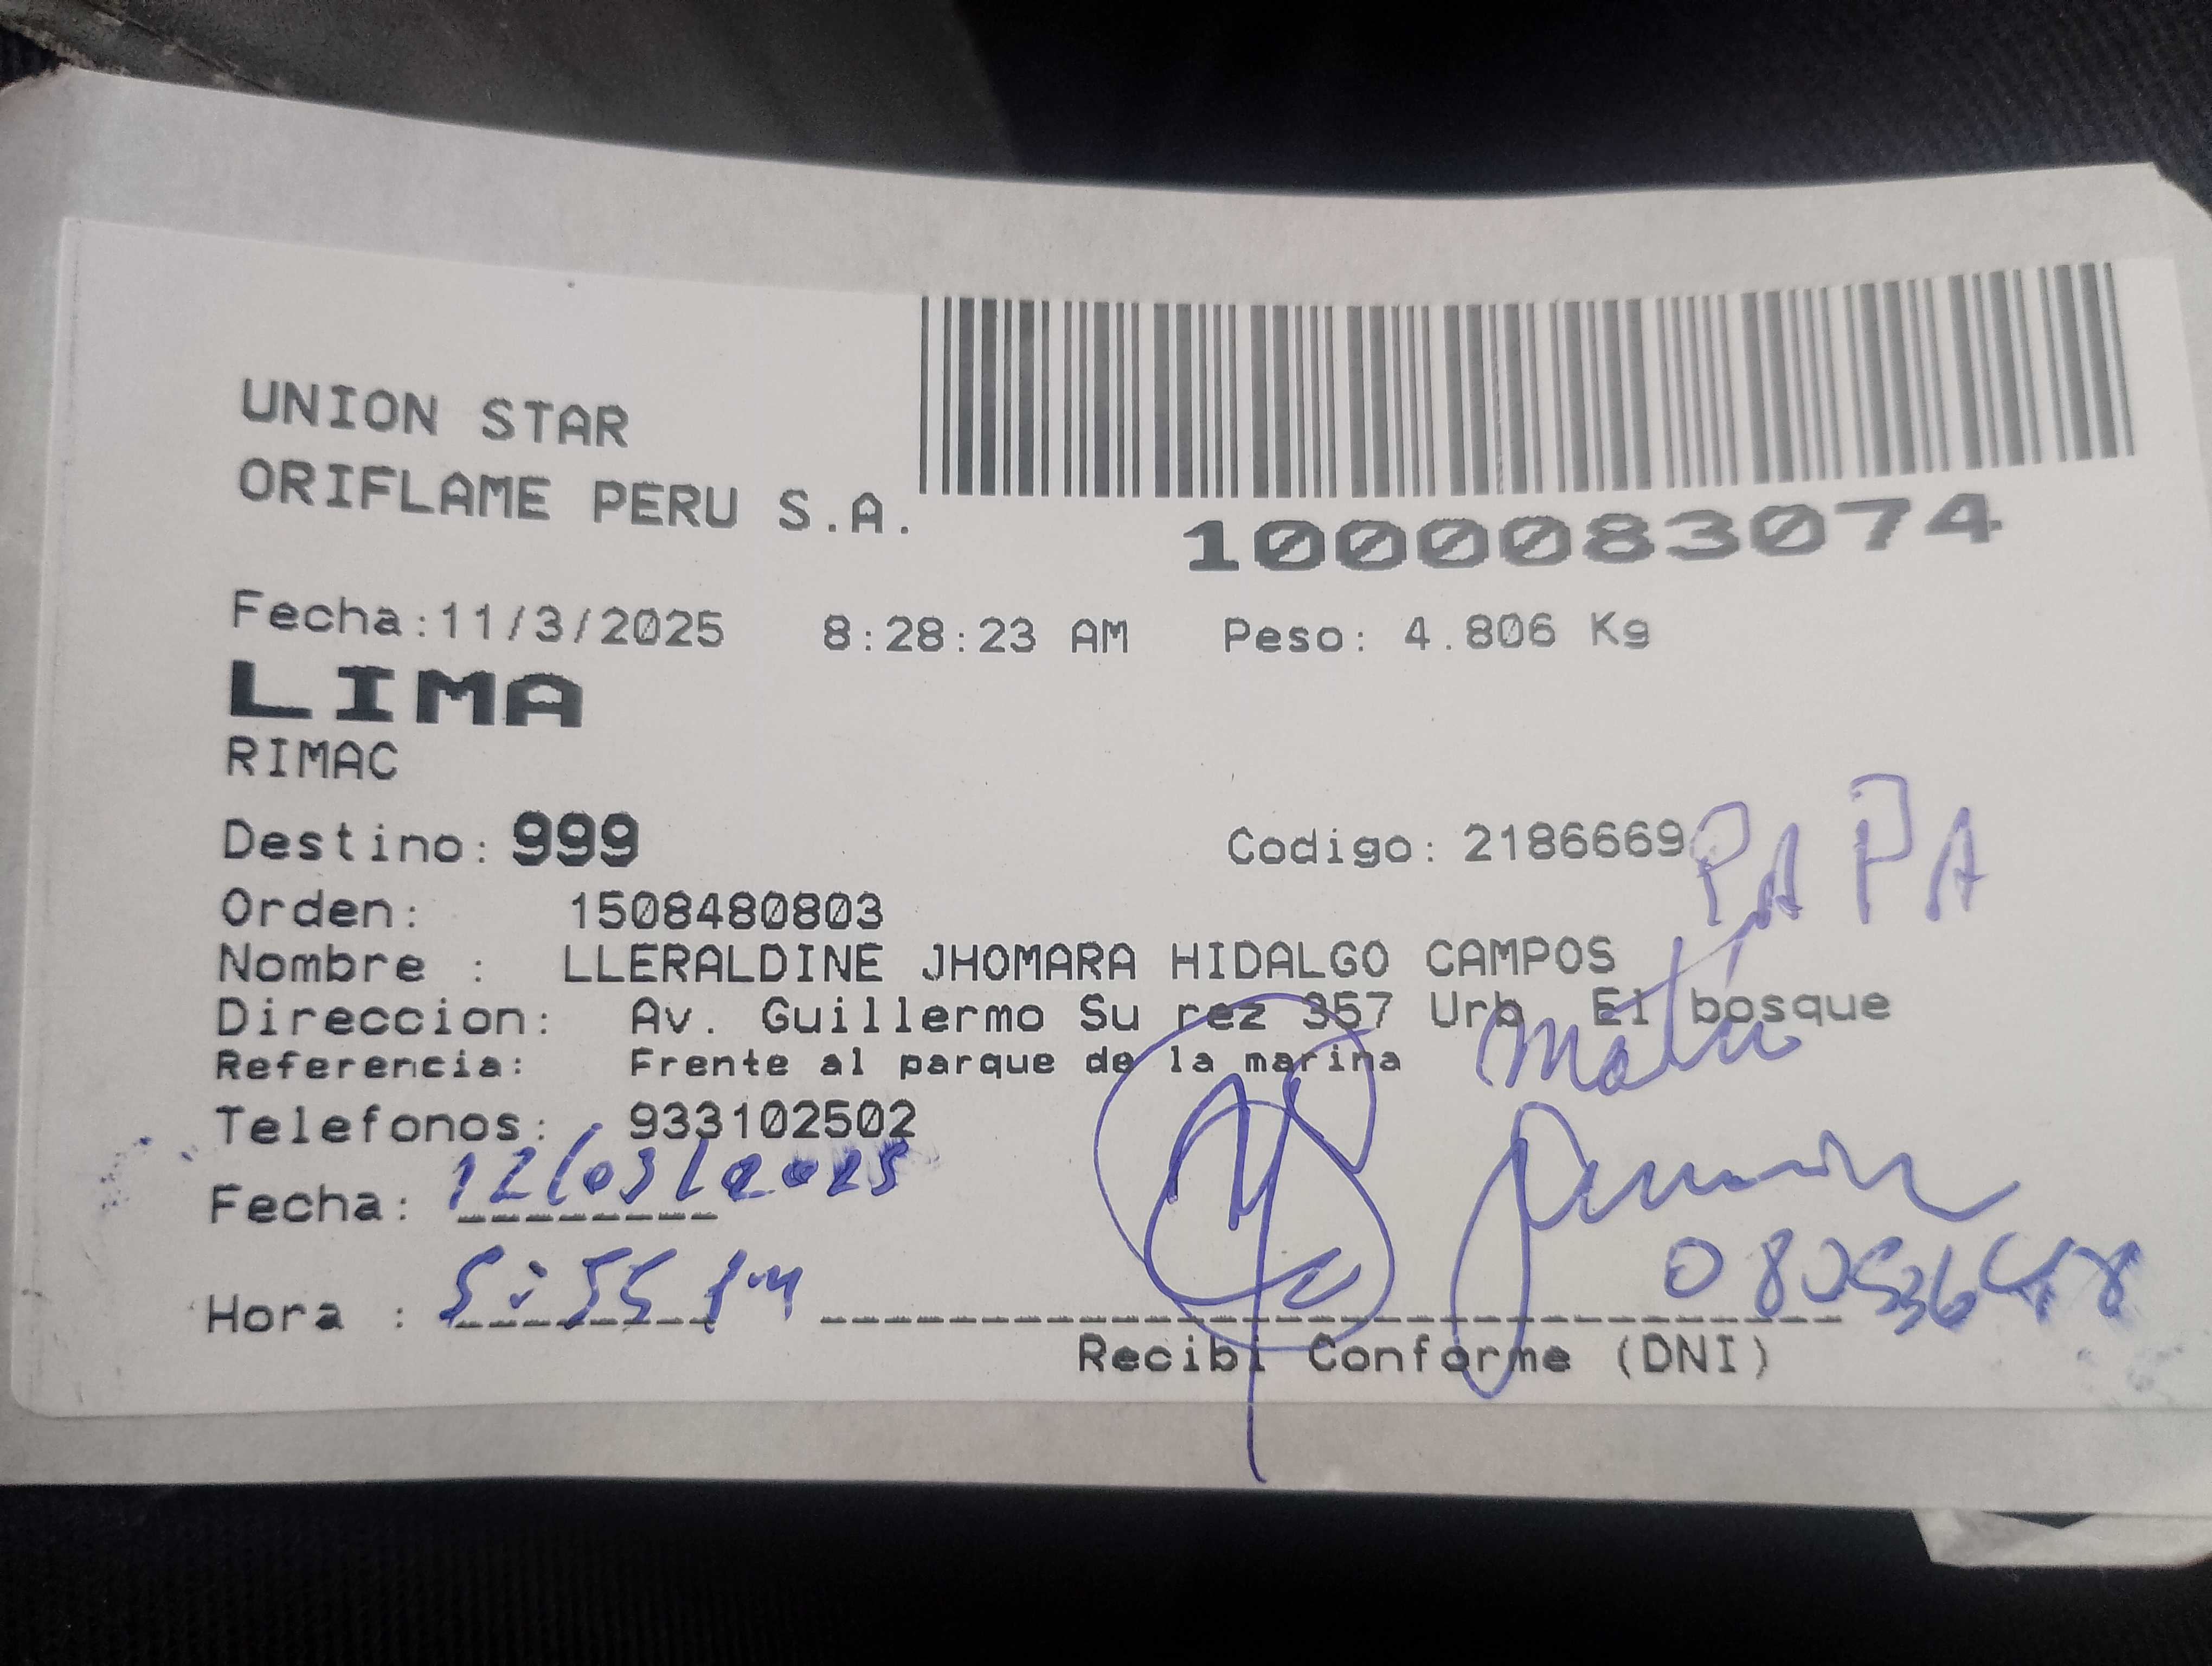 UNION STAR
ORIFLAME PERU S.A.
1000083074
Fecha:11/3/2025 8:28:23 AM Peso: 4.806 Kg
LIMA
RIMAC
Destino: 999 Codigo: 2186669
PAPA
Orden: 1508480803
Nombre : LLERALDINE JHOMARA HIDALGO CAMPOS
Direccion: Av. Guillermo Su rez 357 Urb El bosque
Referencia: Frente al parque de la marina
Telefonos: 933102502
Fecha: 12/03/2025
Hora : 5:55 pm
Recibi Conforme (DNI)